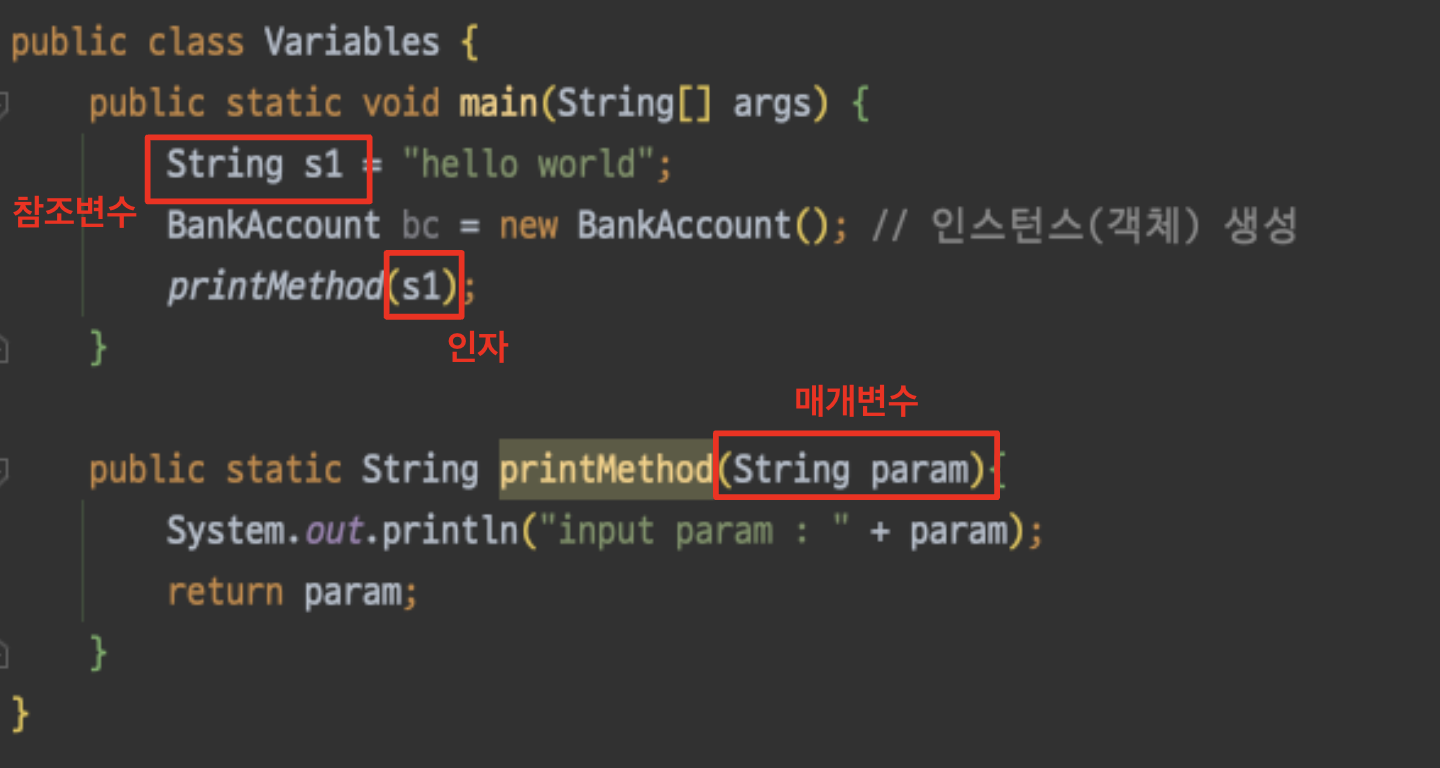 public class Variables {
public static void main(String[] args) {
String s1 = "hello world";
참조변수
BankAccount bc = new BankAccount(); // 인스턴스(객체) 생성
printMethod(s1);
인자
}
매개변수
public static String printMethod(String param){
System.out.println("input param : " + param);
return param;
}
}